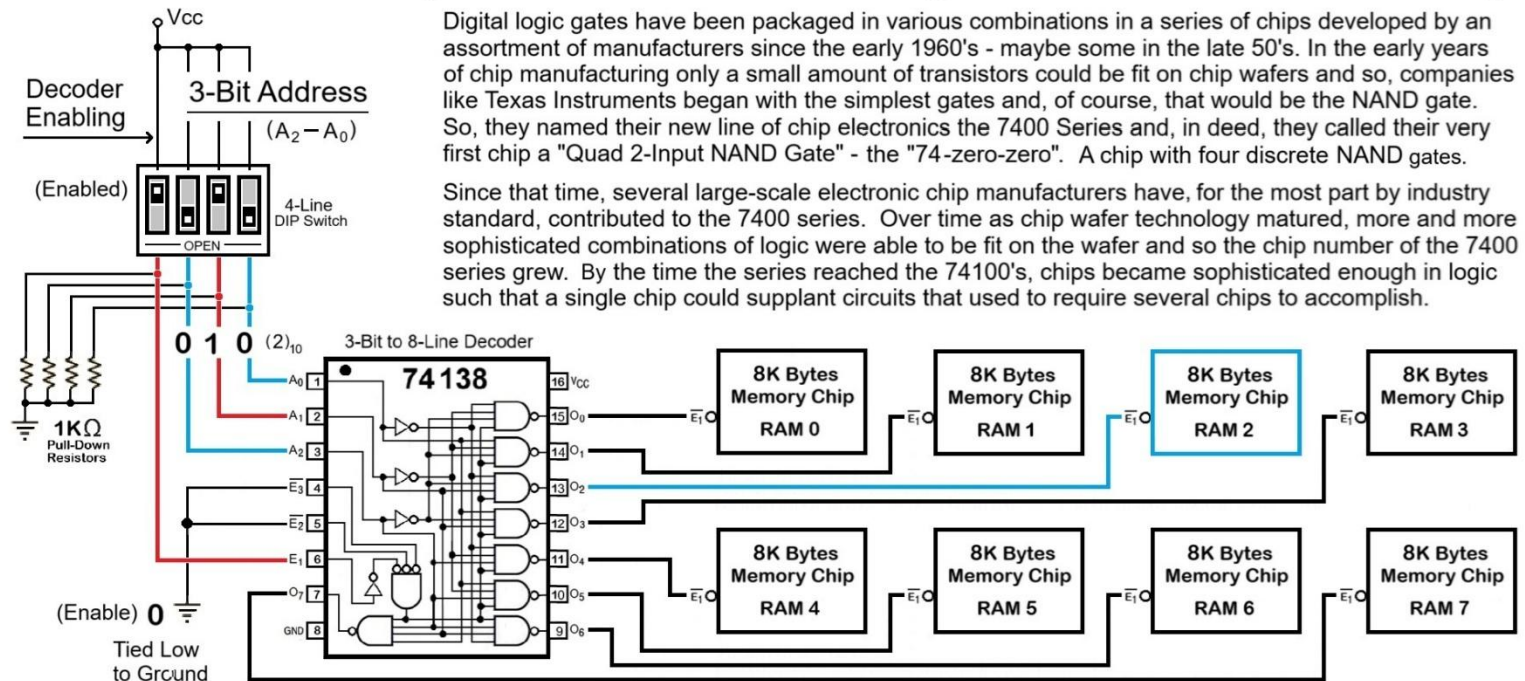 Vcc
Digital logic gates have been packaged in various combinations in a series of chips developed by an
assortment of manufacturers since the early 1960's - maybe some in the late 50's. In the early years
of chip manufacturing only a small amount of transistors could be fit on chip wafers and so, companies
like Texas Instruments began with the simplest gates and, of course, that would be the NAND gate.
So, they named their new line of chip electronics the 7400 Series and, in deed, they called their very
first chip a "Quad 2-Input NAND Gate" - the "74-zero-zero". A chip with four discrete NAND gates.
Since that time, several large-scale electronic chip manufacturers have, for the most part by industry
standard, contributed to the 7400 series. Over time as chip wafer technology matured, more and more
sophisticated combinations of logic were able to be fit on the wafer and so the chip number of the 7400
series grew. By the time the series reached the 74100's, chips became sophisticated enough in logic
such that a single chip could supplant circuits that used to require several chips to accomplish.
Decoder
Enabling
3-Bit Address
(A₂–A₀)
(Enabled)
4-Line
DIP Switch
OPEN
0 1 0 (2)₁₀
1KΩ
Pull-Down
Resistors
3-Bit to 8-Line Decoder
74138
A₀ 1
A₁ 2
A₂ 3
E̅₃ 4
E̅₂ 5
E₁ 6
O₇ 7
GND 8
16 Vcc
15 O₀
14 O₁
13 O₂
12 O₃
11 O₄
10 O₅
9 O₆
(Enable) 0
Tied Low
to Ground
E̅₁
8K Bytes
Memory Chip
RAM 0
E̅₁
8K Bytes
Memory Chip
RAM 1
E̅₁
8K Bytes
Memory Chip
RAM 2
E̅₁
8K Bytes
Memory Chip
RAM 3
E̅₁
8K Bytes
Memory Chip
RAM 4
E̅₁
8K Bytes
Memory Chip
RAM 5
E̅₁
8K Bytes
Memory Chip
RAM 6
E̅₁
8K Bytes
Memory Chip
RAM 7